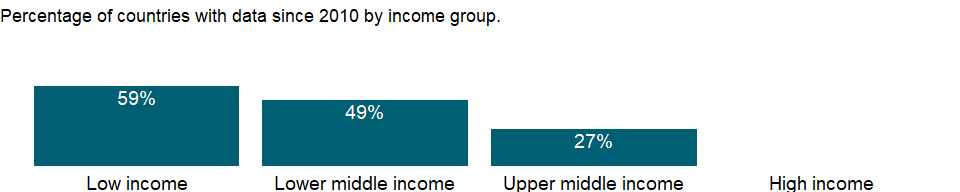 Percentage of countries with data since 2010 by income group.
59%
49%
27%
Low income
Lower middle income
Upper middle income
High income